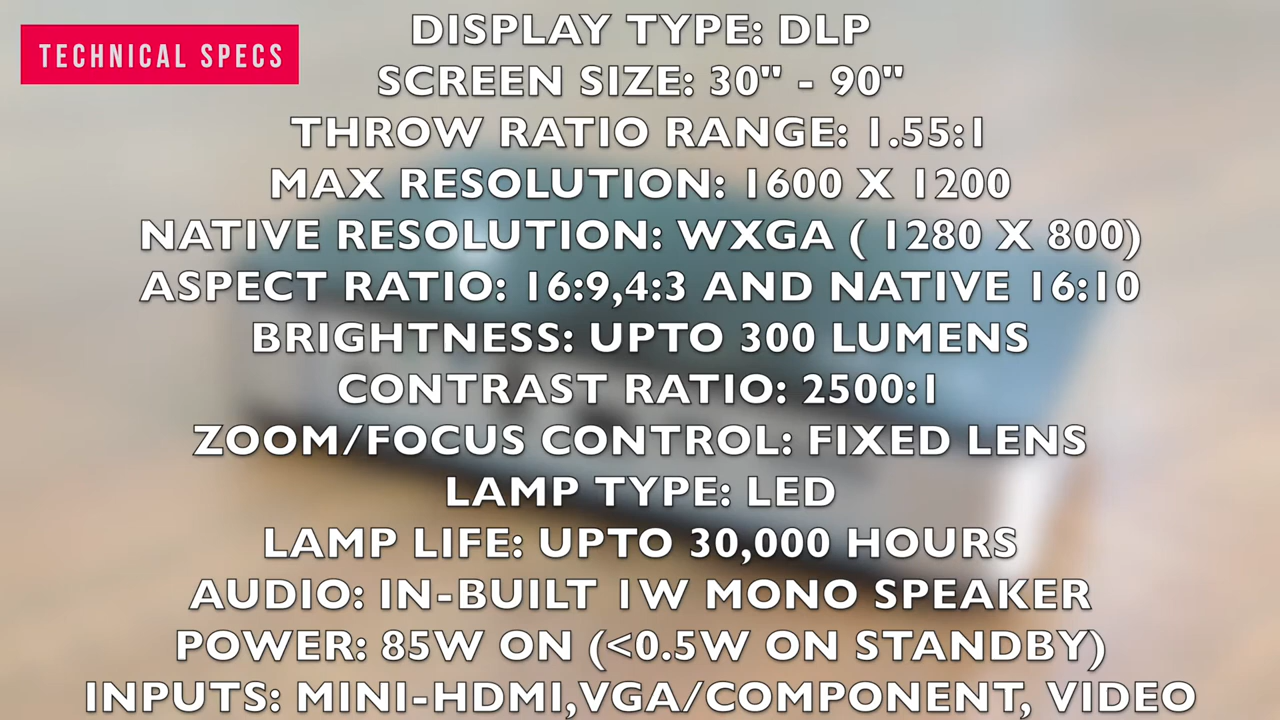 TECHNICAL SPECS
DISPLAY TYPE: DLP
SCREEN SIZE: 30" - 90"
THROW RATIO RANGE: 1.55:1
MAX RESOLUTION: 1600 X 1200
NATIVE RESOLUTION: WXGA ( 1280 X 800)
ASPECT RATIO: 16:9,4:3 AND NATIVE 16:10
BRIGHTNESS: UPTO 300 LUMENS
CONTRAST RATIO: 2500:1
ZOOM/FOCUS CONTROL: FIXED LENS
LAMP TYPE: LED
LAMP LIFE: UPTO 30,000 HOURS
AUDIO: IN-BUILT 1W MONO SPEAKER
POWER: 85W ON (<0.5W ON STANDBY)
INPUTS: MINI-HDMI,VGA/COMPONENT, VIDEO